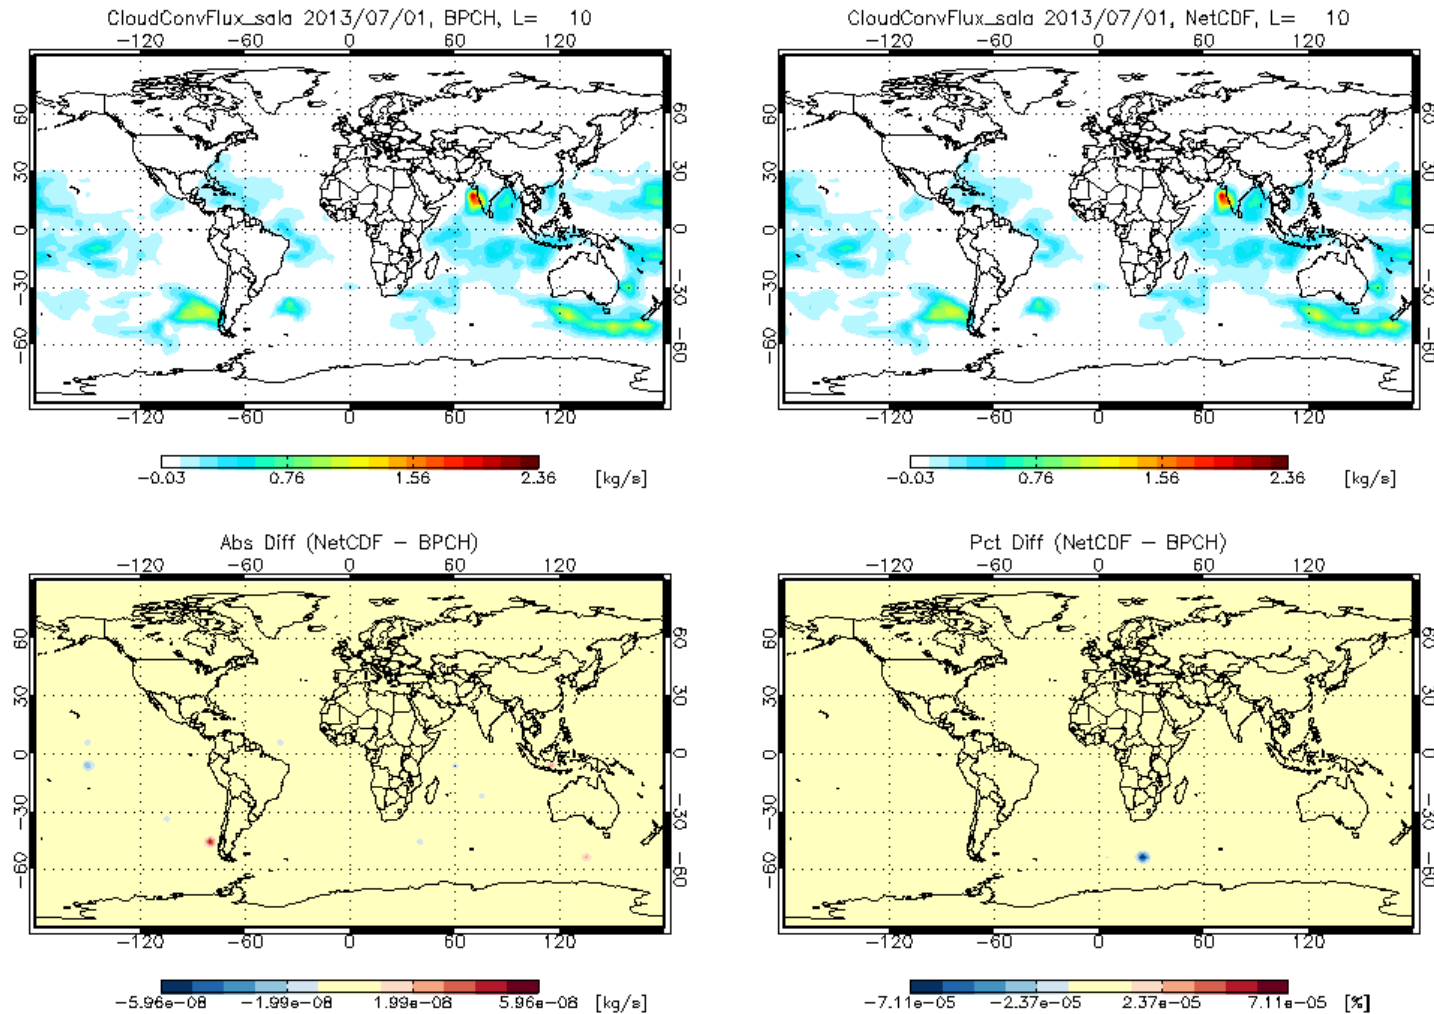 CloudConvFlux_sala 2013/07/01, BPCH, L= 10
−120 −60 0 60 120
60 60
30 30
0 0
−30 −30
−60 −60
−120 −60 0 60 120
−0.03 0.76 1.56 2.36 [kg/s]
CloudConvFlux_sala 2013/07/01, NetCDF, L= 10
−120 −60 0 60 120
60 60
30 30
0 0
−30 −30
−60 −60
−120 −60 0 60 120
−0.03 0.76 1.56 2.36 [kg/s]
Abs Diff (NetCDF − BPCH)
−120 −60 0 60 120
60 60
30 30
0 0
−30 −30
−60 −60
−120 −60 0 60 120
−5.96e−08 −1.99e−08 1.99e−08 5.96e−08 [kg/s]
Pct Diff (NetCDF − BPCH)
−120 −60 0 60 120
60 60
30 30
0 0
−30 −30
−60 −60
−120 −60 0 60 120
−7.11e−05 −2.37e−05 2.37e−05 7.11e−05 [%]